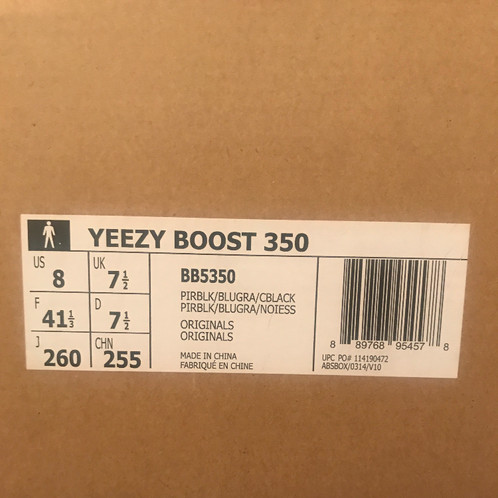 YEEZY BOOST 350
US UK
8 7½
F D
41⅓ 7½
J CHN
260 255
BB5350
PIRBLK/BLUGRA/CBLACK
PIRBLK/BLUGRA/NOIESS
ORIGINALS
ORIGINALS
MADE IN CHINA
FABRIQUÉ EN CHINE
8 89768 95457 8
UPC PO# 114190472
ABSBOX/0314/V10